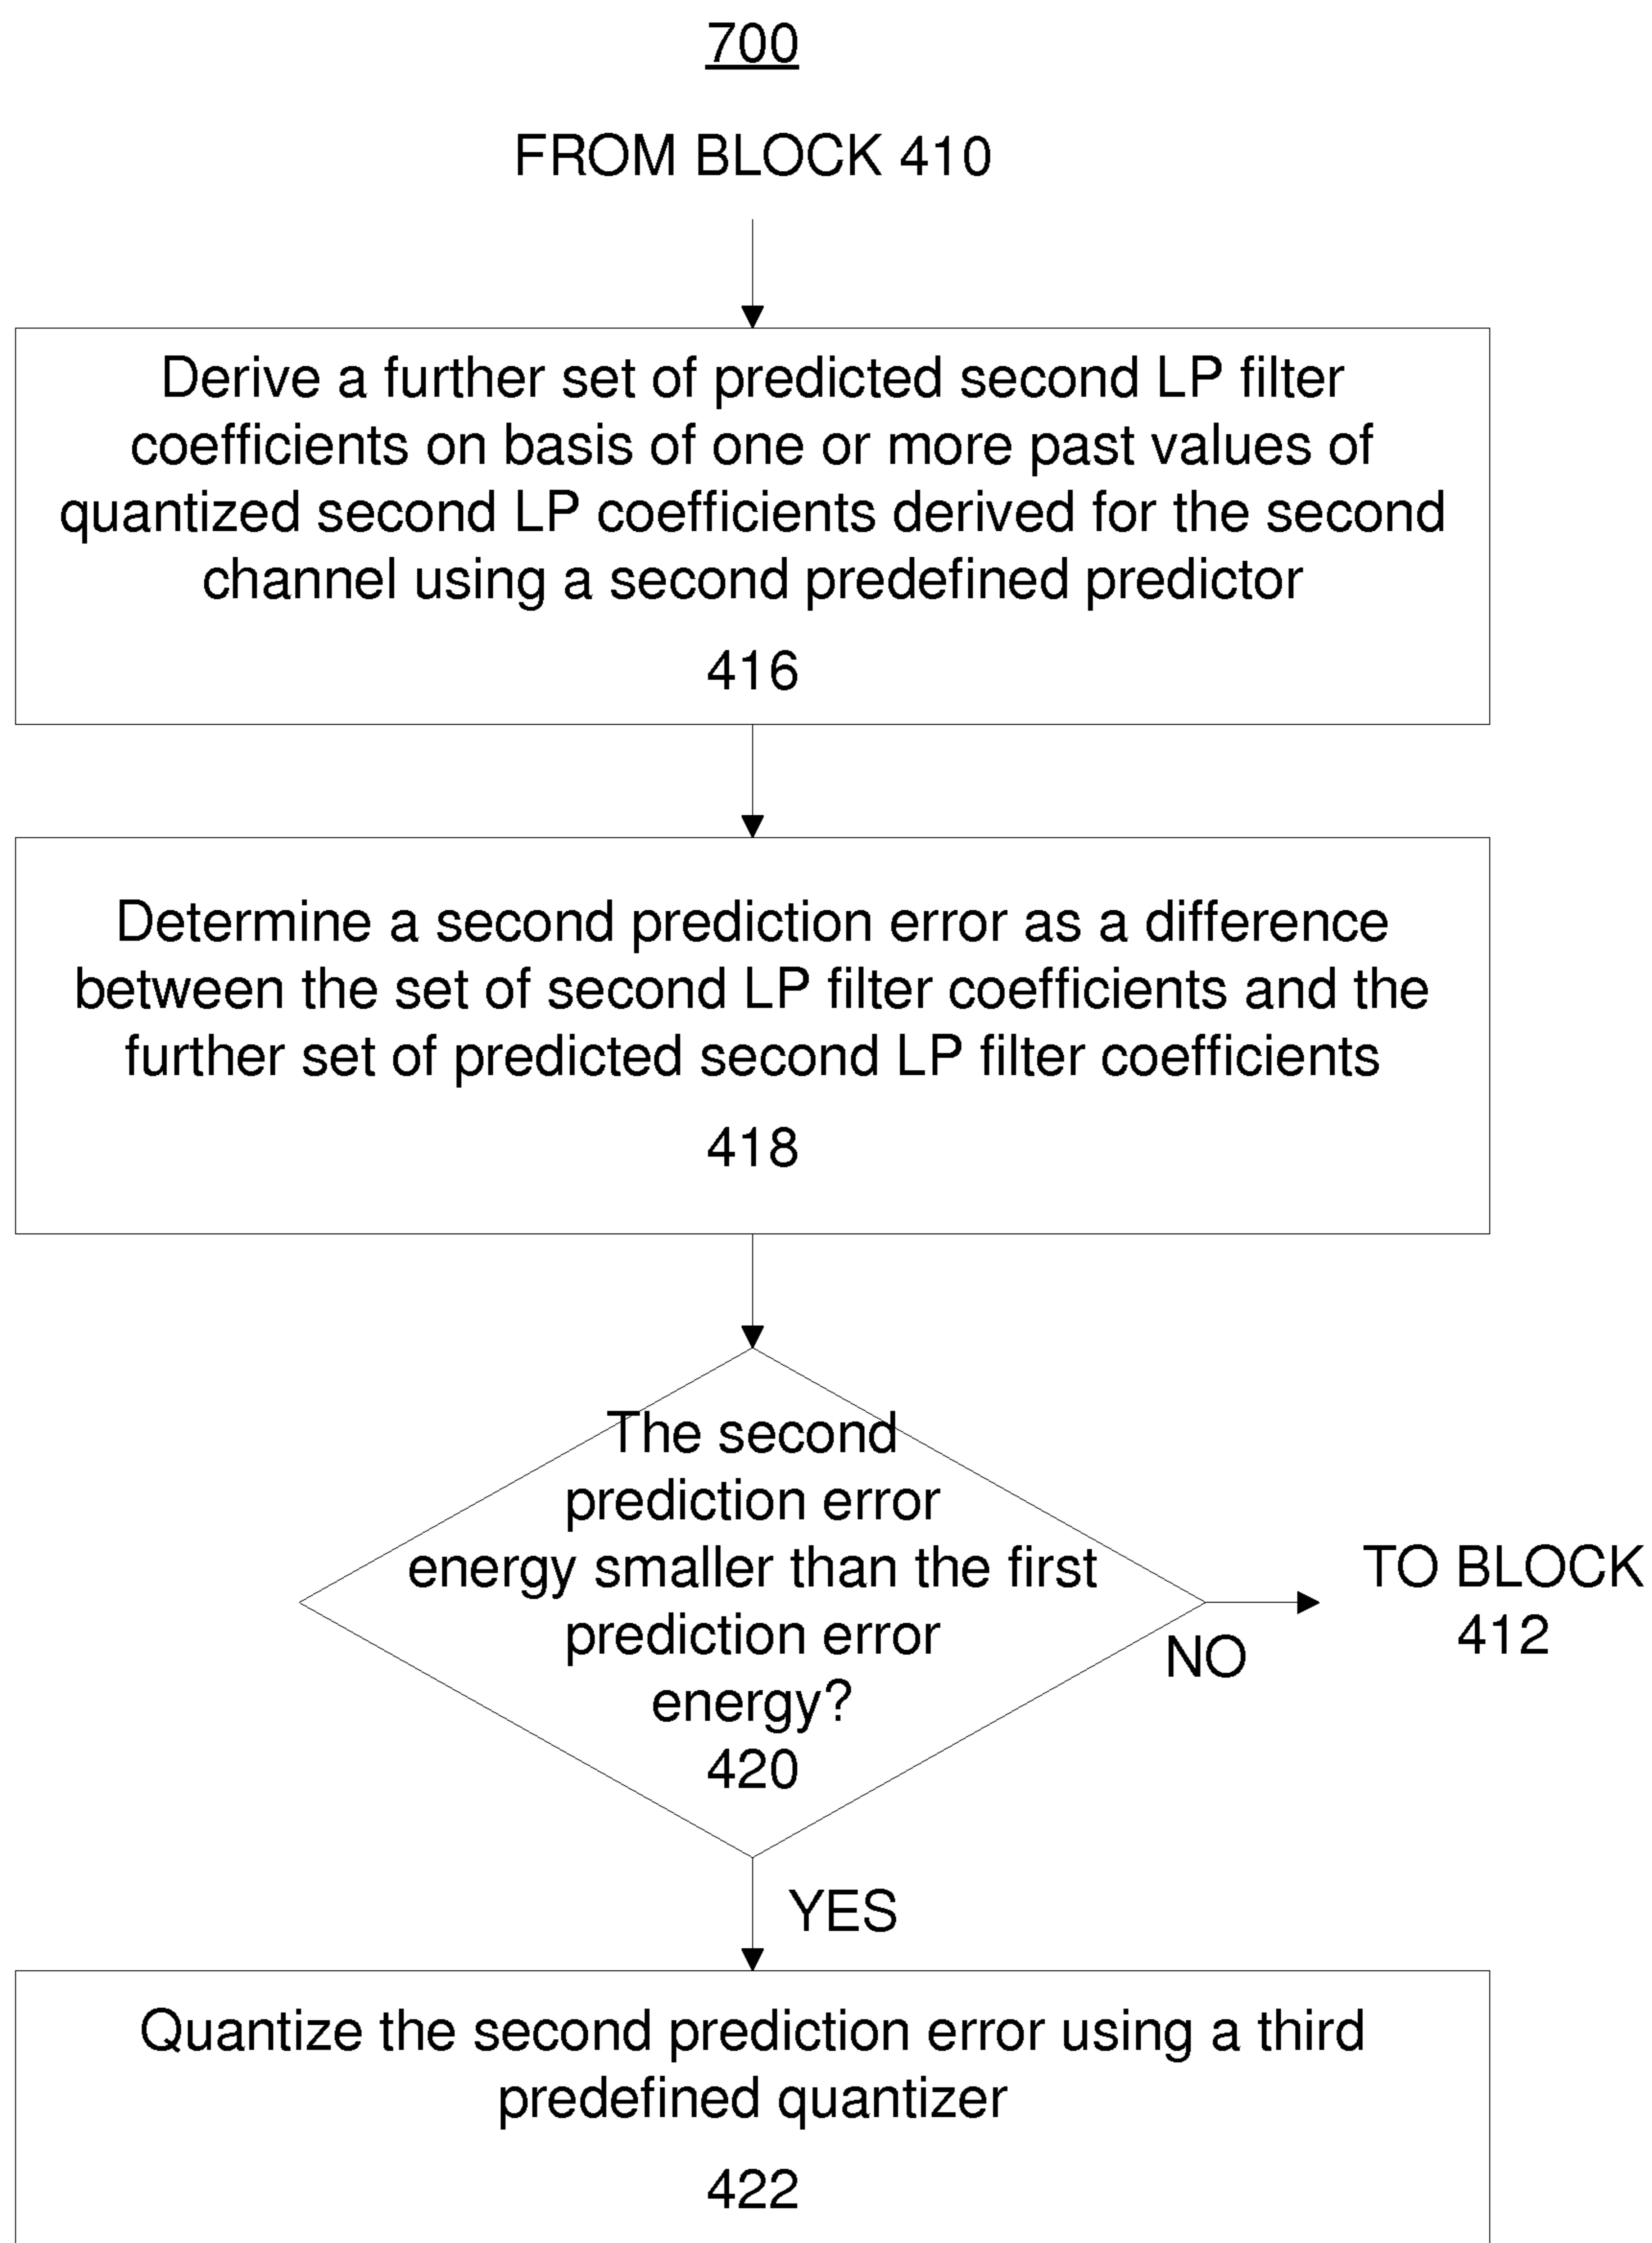 700
FROM BLOCK 410
Derive a further set of predicted second LP filter
coefficients on basis of one or more past values of
quantized second LP coefficients derived for the second
channel using a second predefined predictor
416
Determine a second prediction error as a difference
between the set of second LP filter coefficients and the
further set of predicted second LP filter coefficients
418
The second
prediction error
energy smaller than the first
prediction error
energy?
420
TO BLOCK
412
NO
YES
Quantize the second prediction error using a third
predefined quantizer
422